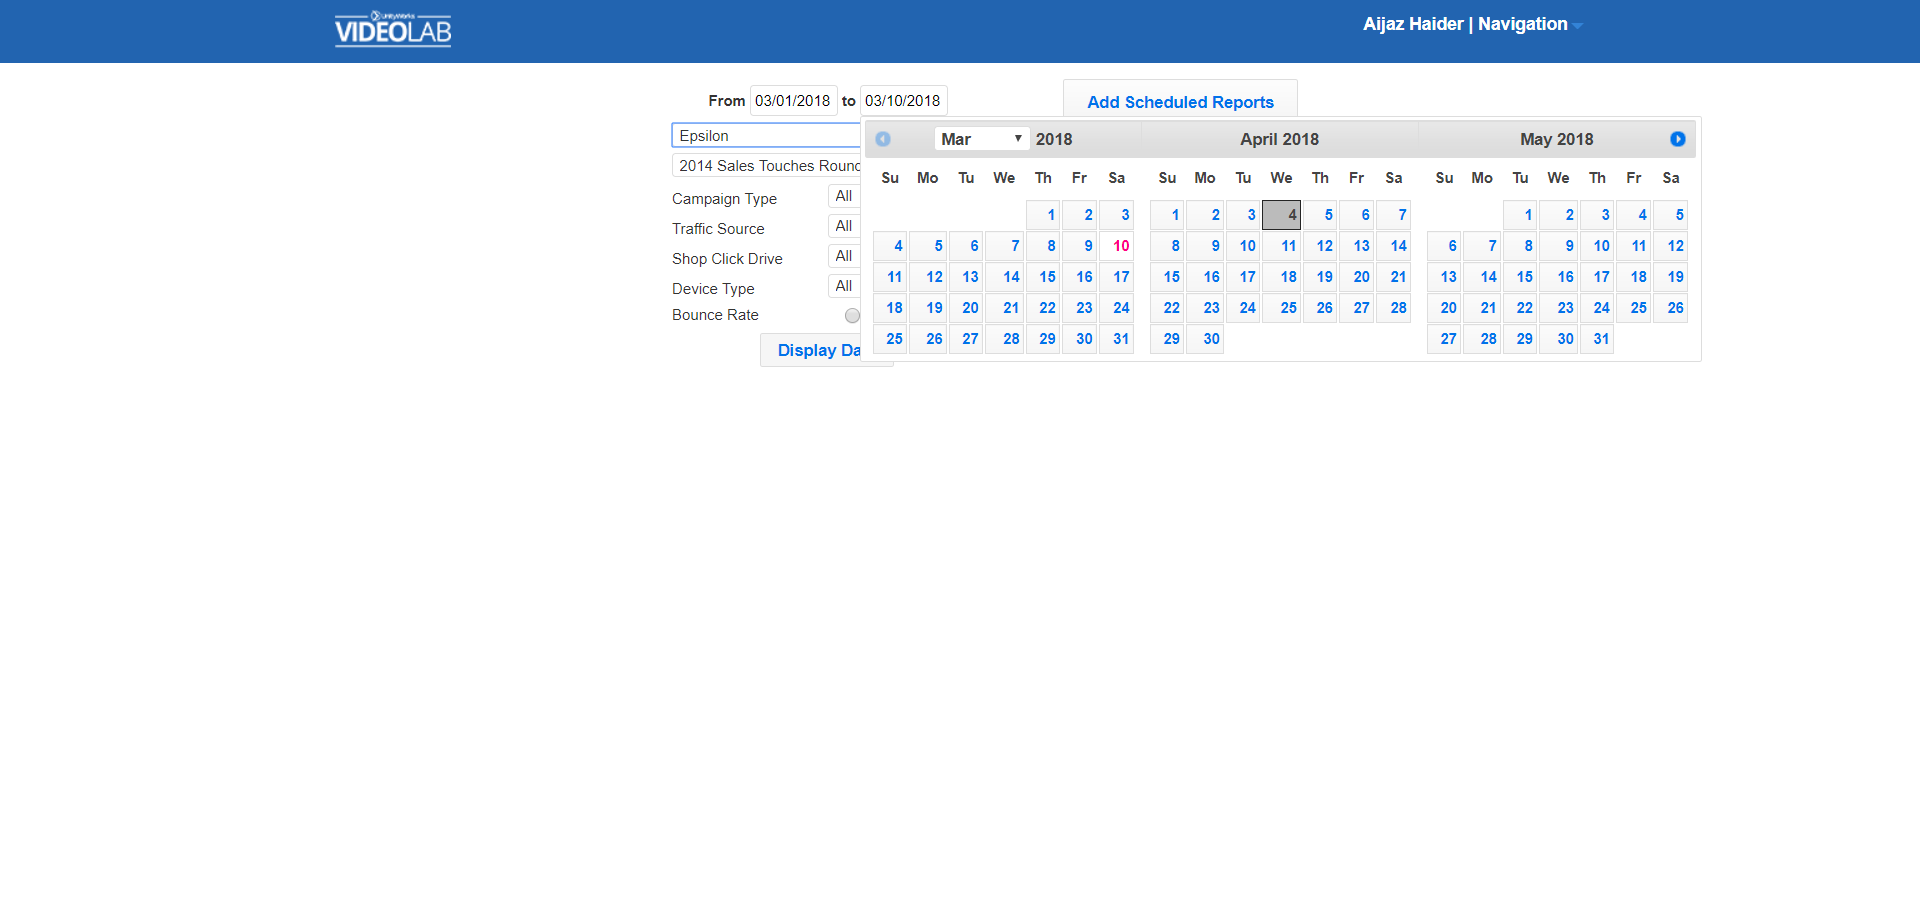 UnityWorks
VIDEOLAB
Aijaz Haider | Navigation
From 03/01/2018 to 03/10/2018
Add Scheduled Reports
Epsilon
2014 Sales Touches Roun
Campaign Type All
Traffic Source All
Shop Click Drive All
Device Type All
Bounce Rate
Display Da
Mar 2018
Su Mo Tu We Th Fr Sa
1 2 3
4 5 6 7 8 9 10
11 12 13 14 15 16 17
18 19 20 21 22 23 24
25 26 27 28 29 30 31
April 2018
Su Mo Tu We Th Fr Sa
1 2 3 4 5 6 7
8 9 10 11 12 13 14
15 16 17 18 19 20 21
22 23 24 25 26 27 28
29 30
May 2018
Su Mo Tu We Th Fr Sa
1 2 3 4 5
6 7 8 9 10 11 12
13 14 15 16 17 18 19
20 21 22 23 24 25 26
27 28 29 30 31